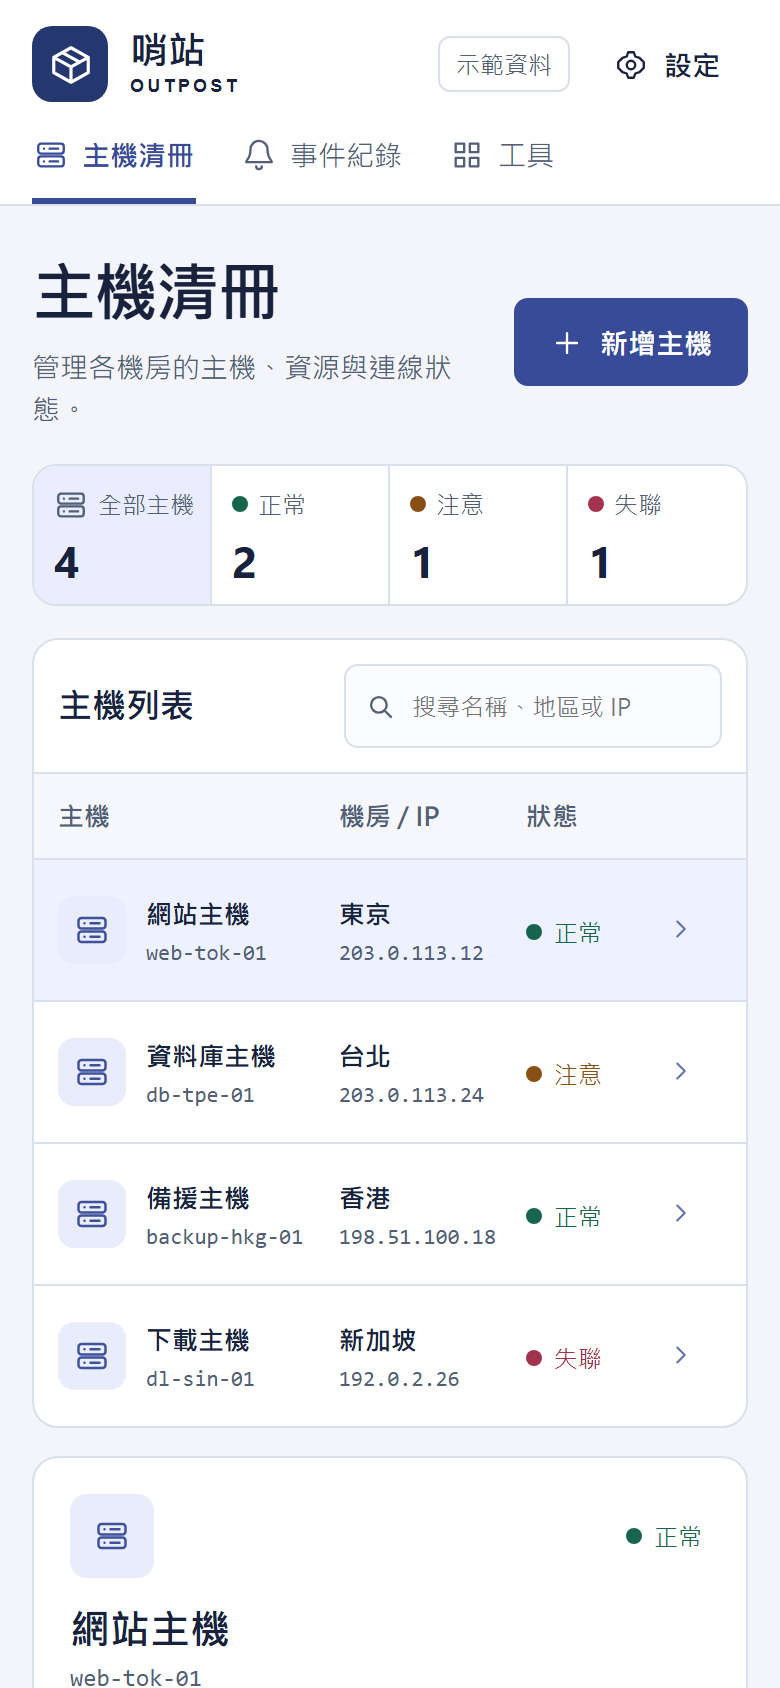 哨站
OUTPOST
示範資料
設定
主機清冊
事件紀錄
工具
主機清冊
管理各機房的主機、資源與連線狀
態。
新增主機
全部主機
4
正常
2
注意
1
失聯
1
主機列表
搜尋名稱、地區或 IP
主機
機房 / IP
狀態
網站主機
web-tok-01
東京
203.0.113.12
正常
資料庫主機
db-tpe-01
台北
203.0.113.24
注意
備援主機
backup-hkg-01
香港
198.51.100.18
正常
下載主機
dl-sin-01
新加坡
192.0.2.26
失聯
正常
網站主機
web-tok-01